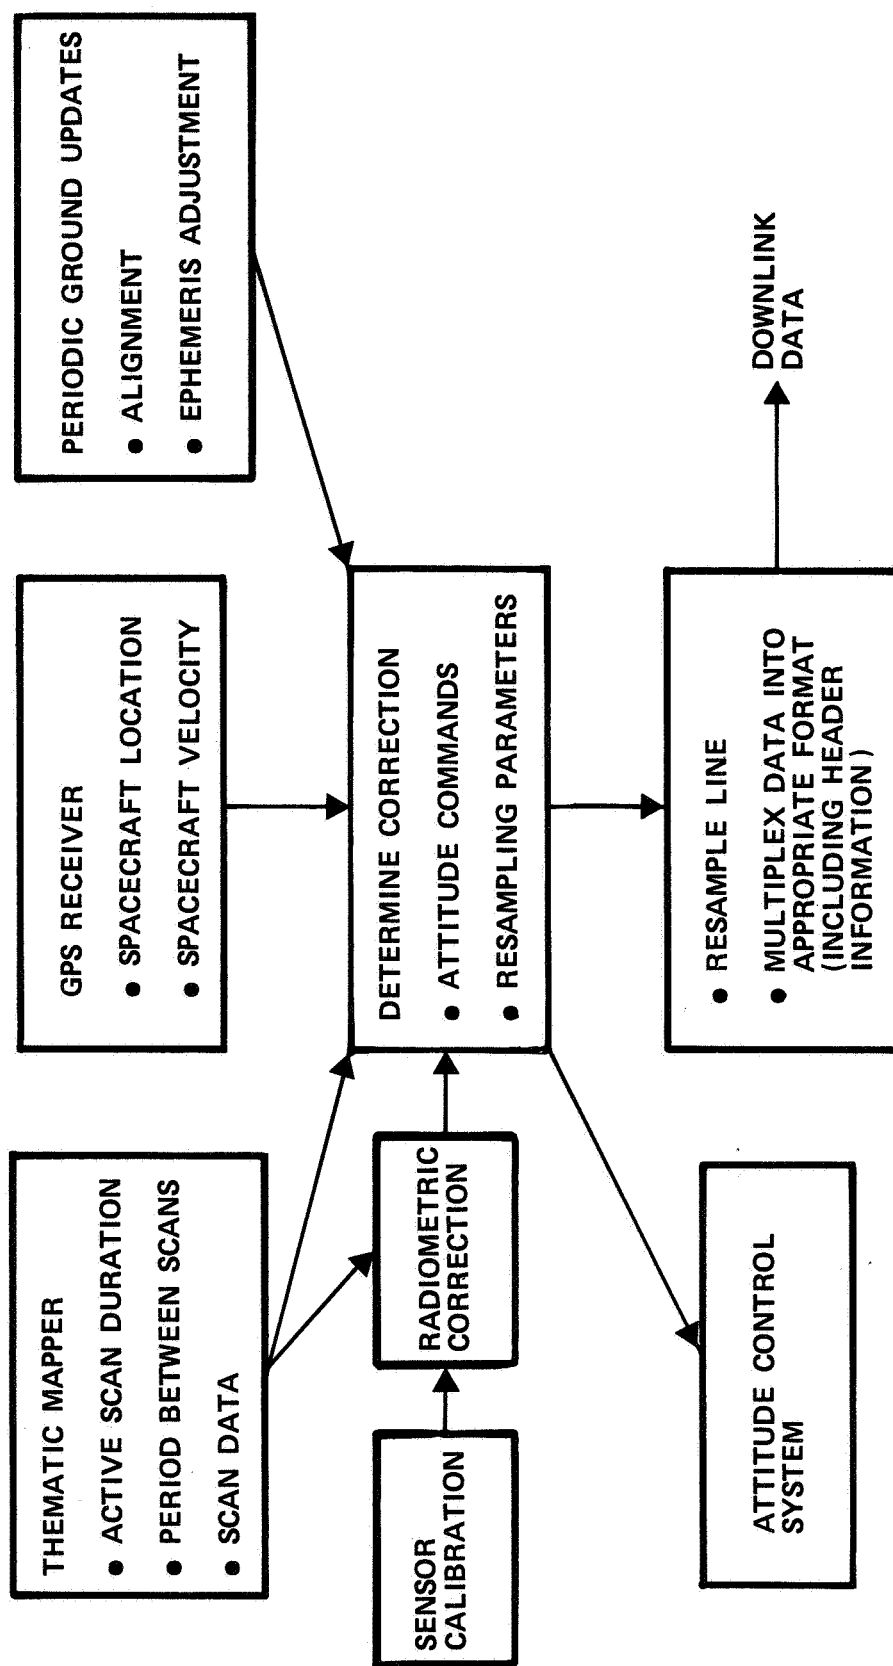 THEMATIC MAPPER
● ACTIVE SCAN DURATION
● PERIOD BETWEEN SCANS
● SCAN DATA
GPS RECEIVER
● SPACECRAFT LOCATION
● SPACECRAFT VELOCITY
PERIODIC GROUND UPDATES
● ALIGNMENT
● EPHEMERIS ADJUSTMENT
SENSOR
CALIBRATION
RADIOMETRIC
CORRECTION
DETERMINE CORRECTION
● ATTITUDE COMMANDS
● RESAMPLING PARAMETERS
ATTITUDE CONTROL
SYSTEM
● RESAMPLE LINE
● MULTIPLEX DATA INTO
APPROPRIATE FORMAT
(INCLUDING HEADER
INFORMATION)
DOWNLINK
DATA